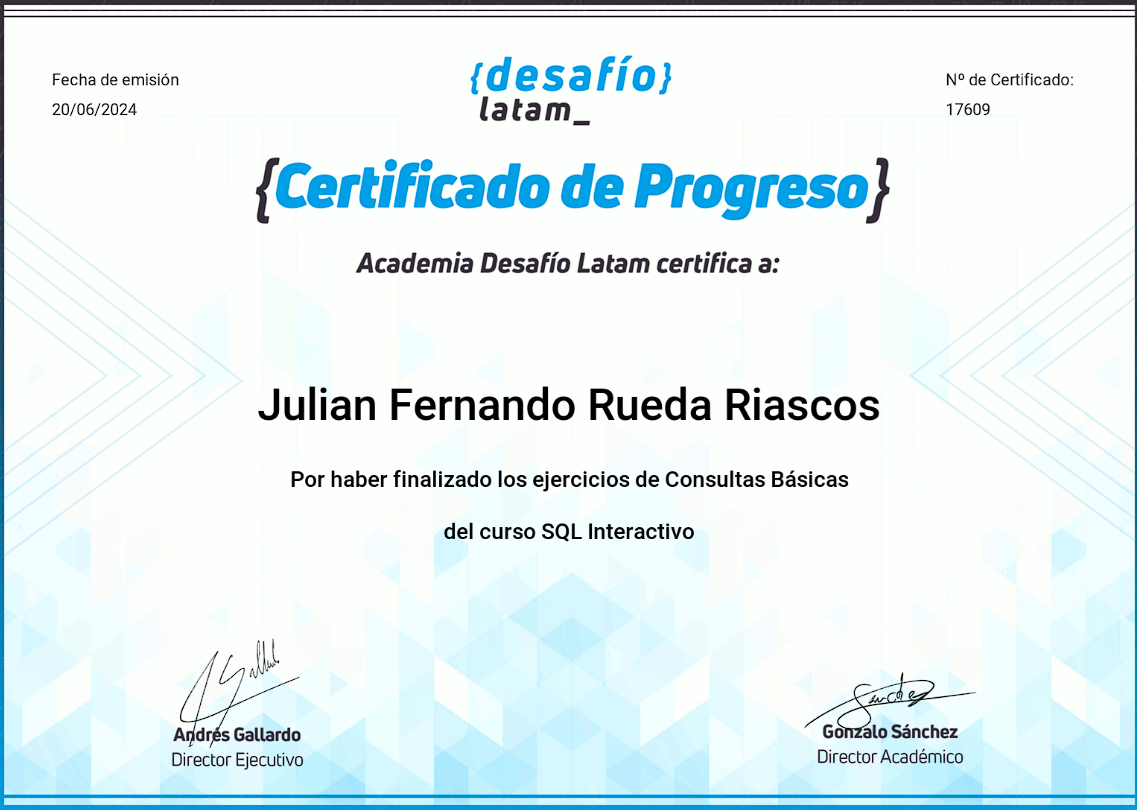 Fecha de emisión
20/06/2024
{desafío}
latam_
Nº de Certificado:
17609
{Certificado de Progreso}
Academia Desafío Latam certifica a:
Julian Fernando Rueda Riascos
Por haber finalizado los ejercicios de Consultas Básicas
del curso SQL Interactivo
Andrés Gallardo
Director Ejecutivo
Sánchez
Gonzalo Sánchez
Director Académico